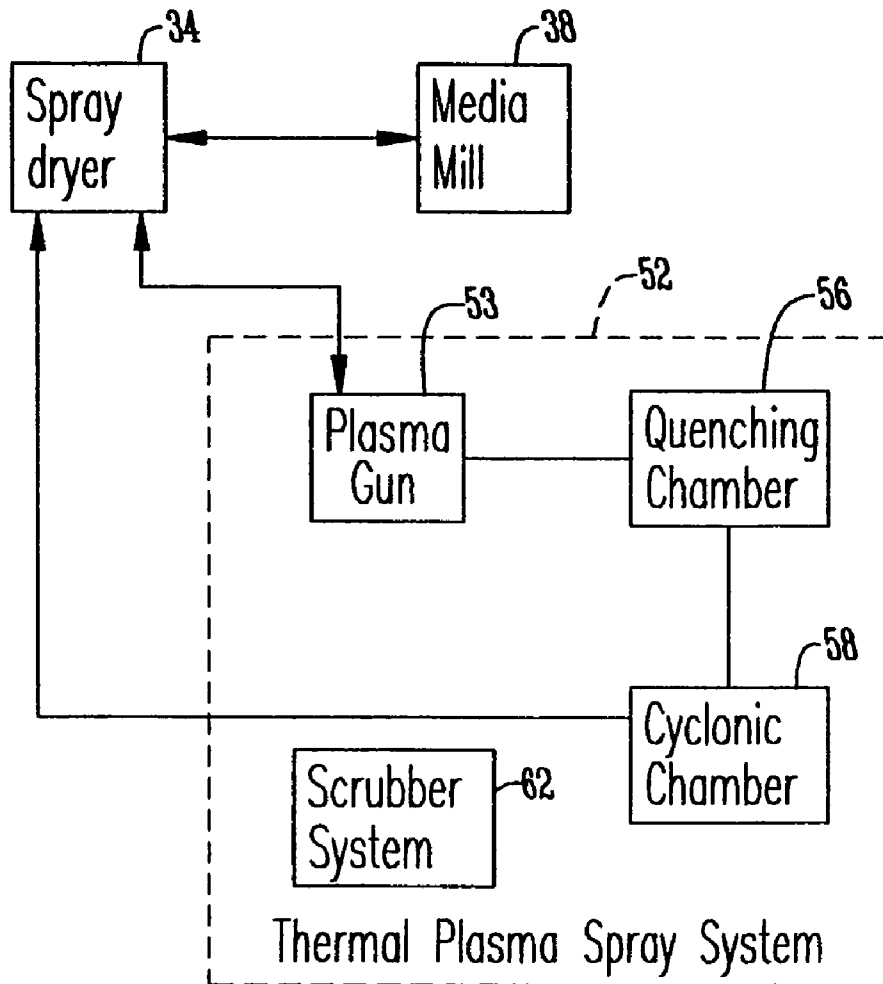 34
38
Spray
dryer
Media
Mill
53
52
56
Plasma
Gun
Quenching
Chamber
58
Cyclonic
Chamber
Scrubber
System
62
Thermal Plasma Spray System